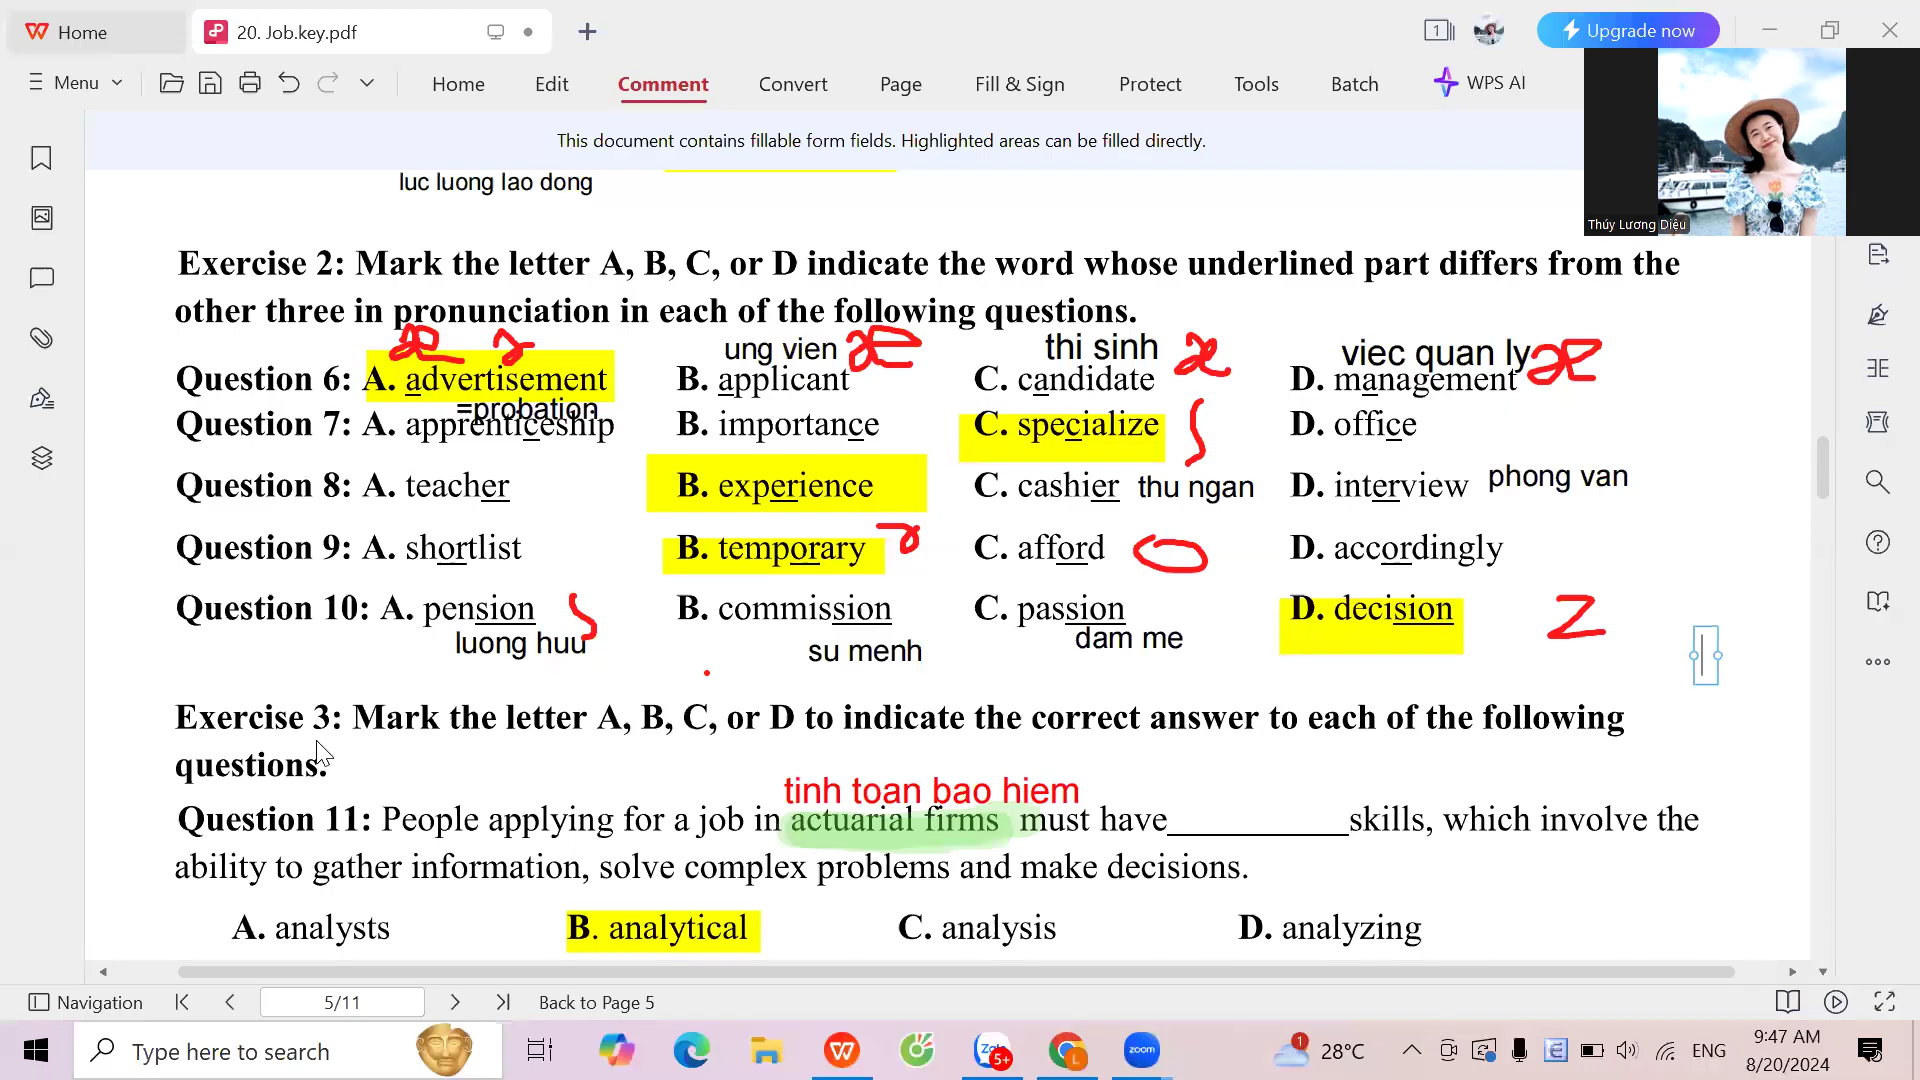 Home
20. Job.key.pdf
1
Upgrade now
Menu
Home Edit Comment Convert Page Fill & Sign Protect Tools Batch WPS AI
This document contains fillable form fields. Highlighted areas can be filled directly.
Thúy Lương Diệu
luc luong lao dong
Exercise 2: Mark the letter A, B, C, or D indicate the word whose underlined part differs from the
other three in pronunciation in each of the following questions.
æ ə ung vien æ thi sinh æ viec quan ly æ
Question 6: A. advertisement B. applicant C. candidate D. management
=probation
Question 7: A. apprenticeship B. importance C. specialize ʃ D. office
Question 8: A. teacher B. experience C. cashier thu ngan D. interview phong van
Question 9: A. shortlist B. temporary ə C. afford D. accordingly
Question 10: A. pension ʃ B. commission C. passion D. decision Z
luong huu su menh dam me
Exercise 3: Mark the letter A, B, C, or D to indicate the correct answer to each of the following
questions.
tinh toan bao hiem
Question 11: People applying for a job in actuarial firms must have__________skills, which involve the
ability to gather information, solve complex problems and make decisions.
A. analysts B. analytical C. analysis D. analyzing
Navigation 5/11 Back to Page 5
Type here to search
Zalo 5+
L
zoom
1
28°C
ENG
9:47 AM
8/20/2024